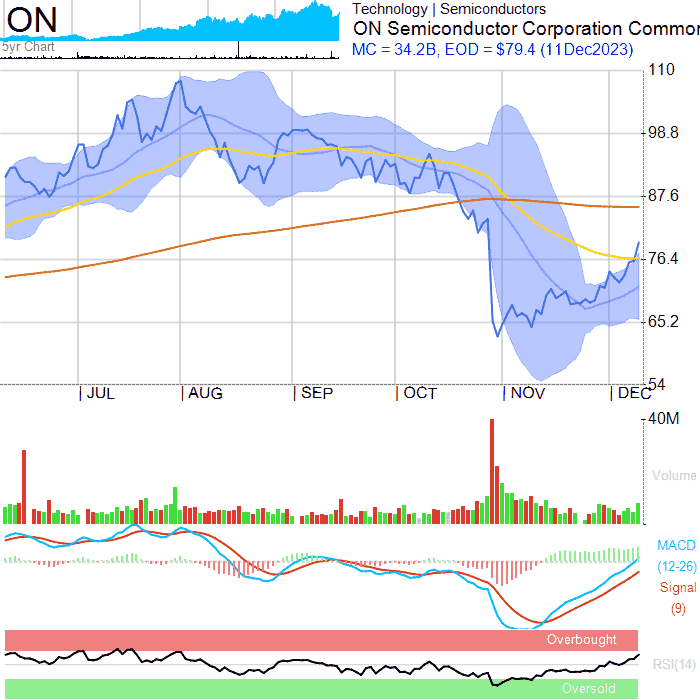 ON
5yr Chart
Technology | Semiconductors
ON Semiconductor Corporation Common
MC = 34.2B, EOD = $79.4 (11Dec2023)
110
98.8
87.6
76.4
65.2
54
| JUL
| AUG
| SEP
| OCT
| NOV
| DEC
40M
Volume
MACD
(12-26)
Signal
(9)
Overbought
RSI(14)
Oversold